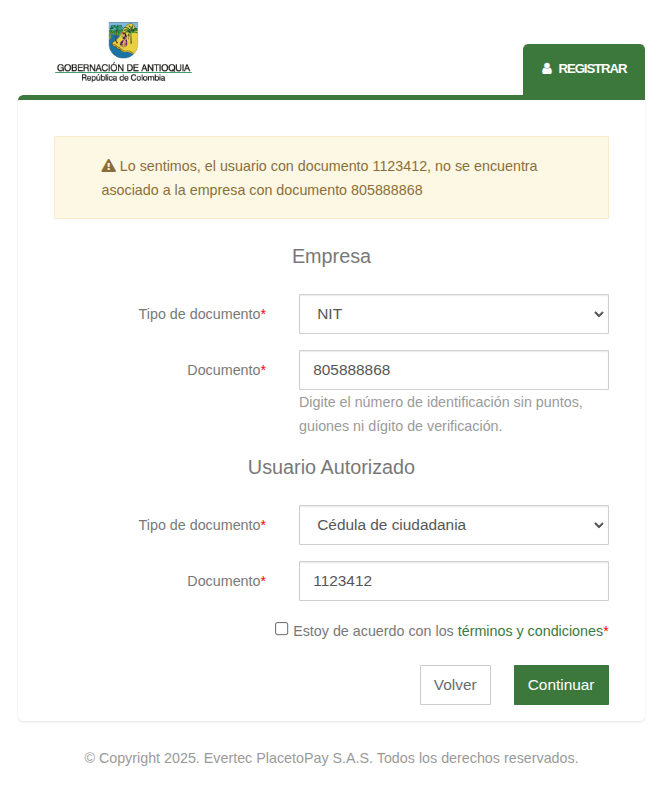 GOBERNACIÓN DE ANTIOQUIA
República de Colombia
REGISTRAR
Lo sentimos, el usuario con documento 1123412, no se encuentra
asociado a la empresa con documento 805888868
Empresa
Tipo de documento*
NIT
Documento*
805888868
Digite el número de identificación sin puntos,
guiones ni dígito de verificación.
Usuario Autorizado
Tipo de documento*
Cédula de ciudadania
Documento*
1123412
Estoy de acuerdo con los términos y condiciones*
Volver
Continuar
© Copyright 2025. Evertec PlacetoPay S.A.S. Todos los derechos reservados.